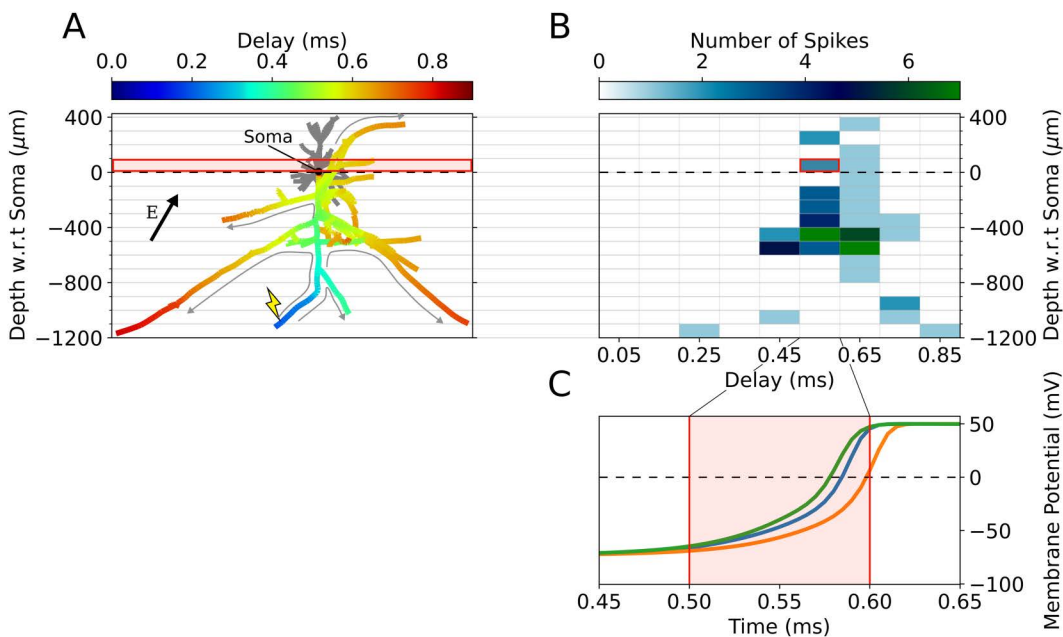 A
Delay (ms)
0.0 0.2 0.4 0.6 0.8
Depth w.r.t Soma (μm)
400
0
−400
−800
−1200
Soma
E
B
Number of Spikes
0 2 4 6
400
0
−400
−800
−1200
Depth w.r.t Soma (μm)
0.05 0.25 0.45 0.65 0.85
Delay (ms)
C
50
0
−50
−100
Membrane Potential (mV)
0.45 0.50 0.55 0.60 0.65
Time (ms)